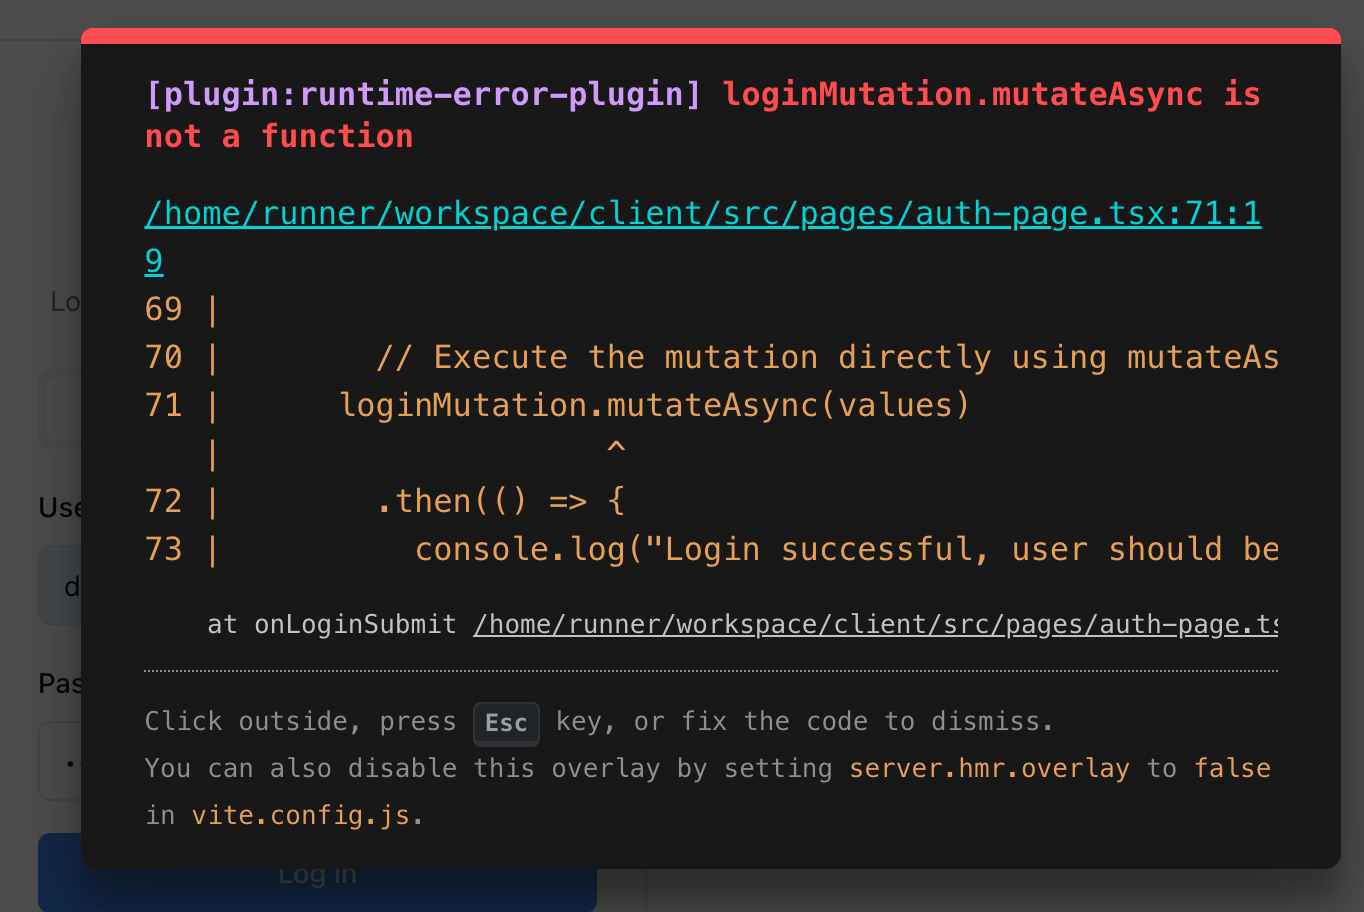 [plugin:runtime-error-plugin] loginMutation.mutateAsync is
not a function
/home/runner/workspace/client/src/pages/auth-page.tsx:71:1
9
69 |
70 |        // Execute the mutation directly using mutateAs
71 |      loginMutation.mutateAsync(values)
   |                    ^
72 |        .then(() => {
73 |          console.log("Login successful, user should be
at onLoginSubmit /home/runner/workspace/client/src/pages/auth-page.ts
Lo
Use
d
Pas
Click outside, press Esc key, or fix the code to dismiss.
You can also disable this overlay by setting server.hmr.overlay to false
in vite.config.js.
Log in